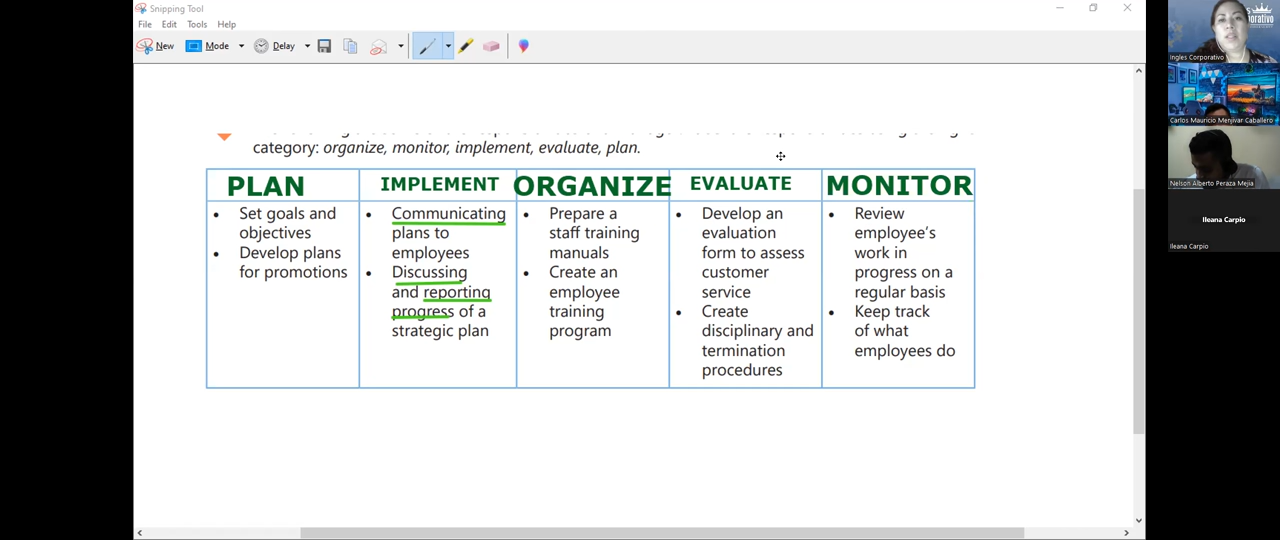 Snipping Tool
File Edit Tools Help
New Mode Delay
category: organize, monitor, implement, evaluate, plan.
PLAN IMPLEMENT ORGANIZE EVALUATE MONITOR
• Set goals and
objectives
• Develop plans
for promotions
• Communicating
plans to
employees
• Discussing
and reporting
progress of a
strategic plan
• Prepare a
staff training
manuals
• Create an
employee
training
program
• Develop an
evaluation
form to assess
customer
service
• Create
disciplinary and
termination
procedures
• Review
employee's
work in
progress on a
regular basis
• Keep track
of what
employees do
Ingles Corporativo
Carlos Mauricio Menjivar Caballero
Nelson Alberto Peraza Mejia
Ileana Carpio
Ileana Carpio